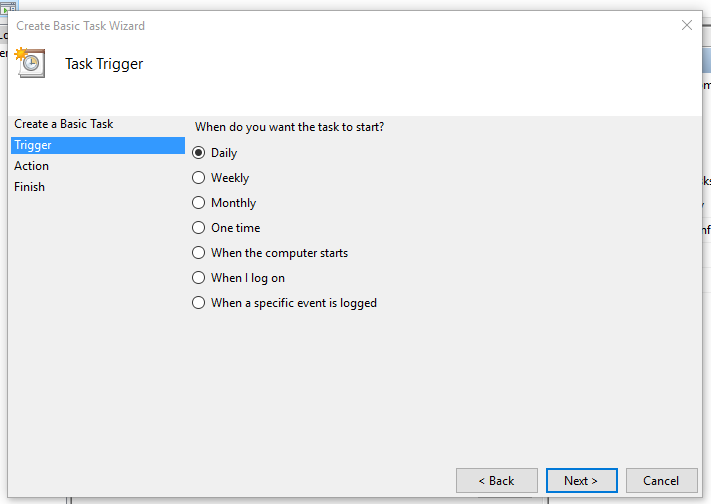 Create Basic Task Wizard
Task Trigger
Create a Basic Task
Trigger
Action
Finish
When do you want the task to start?
Daily
Weekly
Monthly
One time
When the computer starts
When I log on
When a specific event is logged
< Back
Next >
Cancel